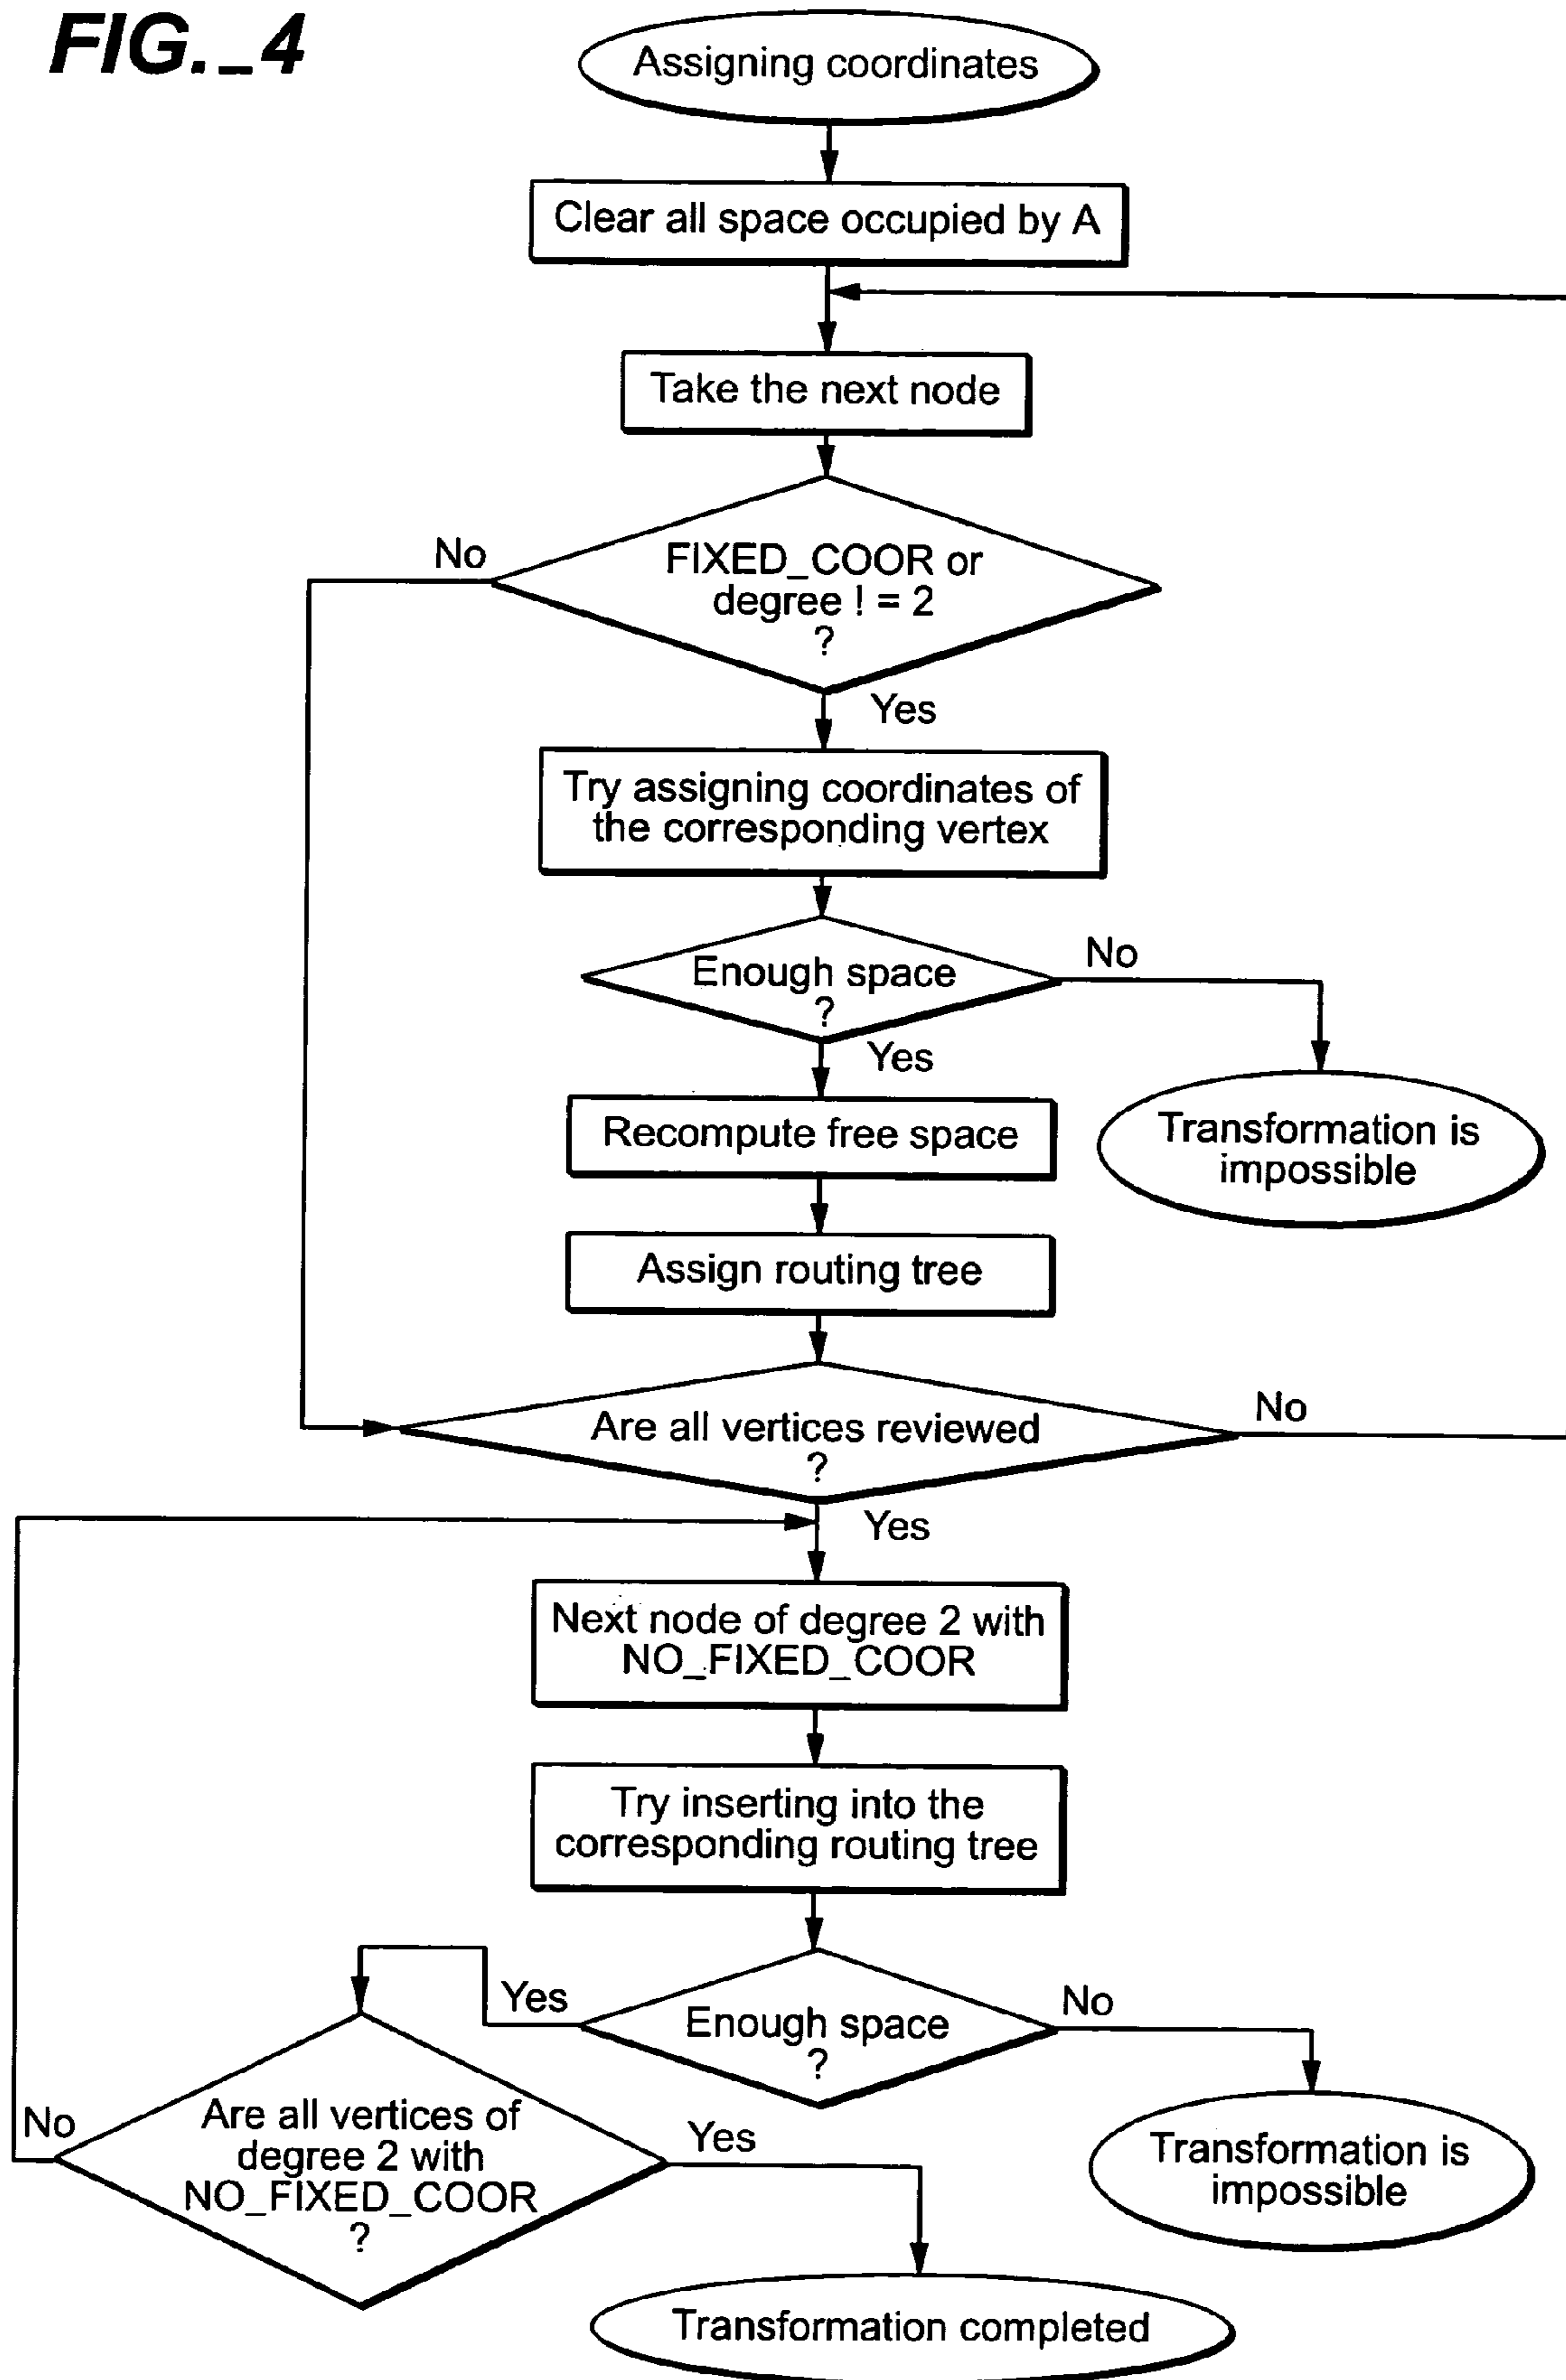 FIG._4
Assigning coordinates
Clear all space occupied by A
Take the next node
No
FIXED_COOR or
degree ! = 2
?
Yes
Try assigning coordinates of
the corresponding vertex
Enough space
?
No
Yes
Recompute free space
Transformation is
impossible
Assign routing tree
Are all vertices reviewed
?
No
Yes
Next node of degree 2 with
NO_FIXED_COOR
Try inserting into the
corresponding routing tree
Yes
Enough space
?
No
No
Are all vertices of
degree 2 with
NO_FIXED_COOR
?
Yes
Transformation is
impossible
Transformation completed